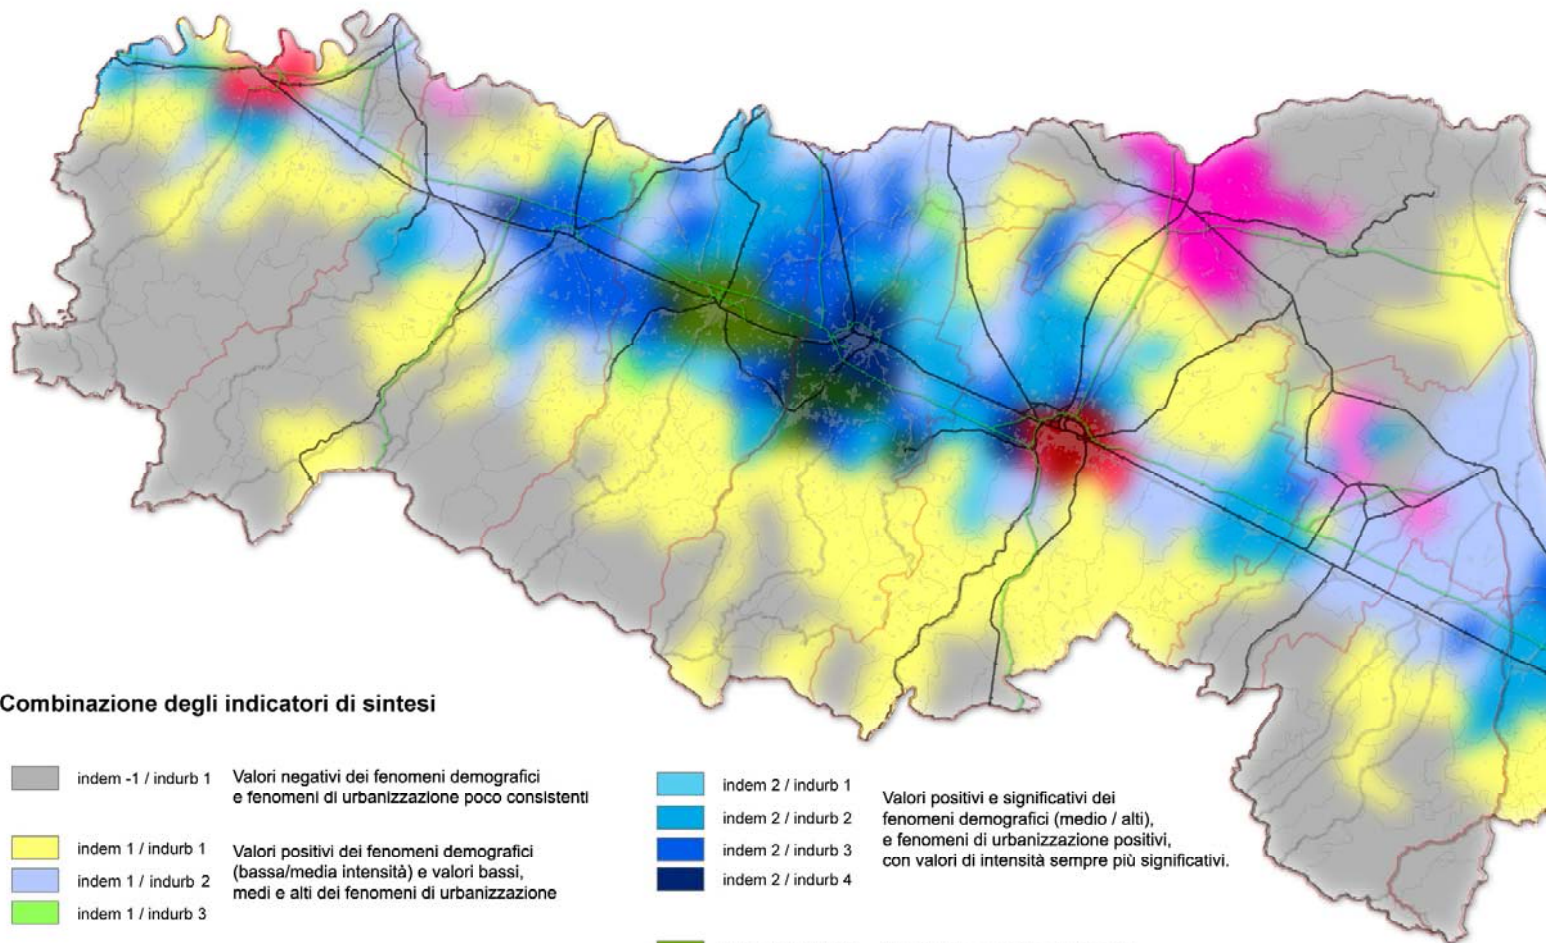 Combinazione degli indicatori di sintesi
indem -1 / indurb 1
Valori negativi dei fenomeni demografici
e fenomeni di urbanizzazione poco consistenti
indem 1 / indurb 1
indem 1 / indurb 2
indem 1 / indurb 3
Valori positivi dei fenomeni demografici
(bassa/media intensità) e valori bassi,
medi e alti dei fenomeni di urbanizzazione
indem 2 / indurb 1
indem 2 / indurb 2
indem 2 / indurb 3
indem 2 / indurb 4
Valori positivi e significativi dei
fenomeni demografici (medio / alti),
e fenomeni di urbanizzazione positivi,
con valori di intensità sempre più significativi.